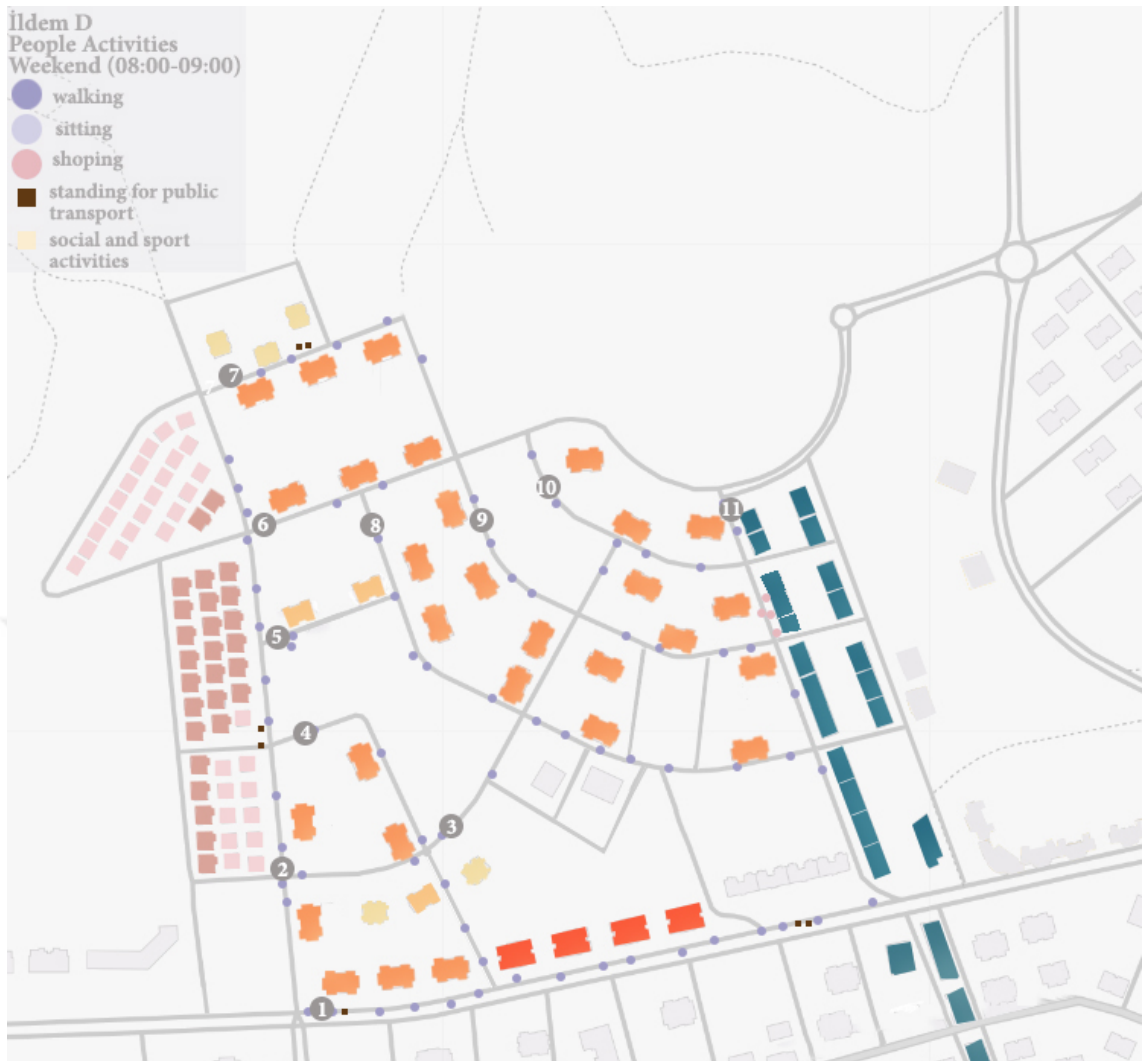 İldem D
People Activities
Weekend (08:00-09:00)
walking
sitting
shoping
standing for public
transport
social and sport
activities
7
10
11
6
8
9
5
4
3
2
1